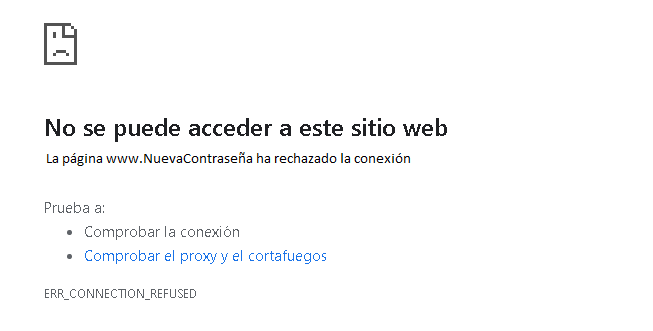 No se puede acceder a este sitio web
La página www.NuevaContraseña ha rechazado la conexión
Prueba a:
Comprobar la conexión
Comprobar el proxy y el cortafuegos
ERR_CONNECTION_REFUSED